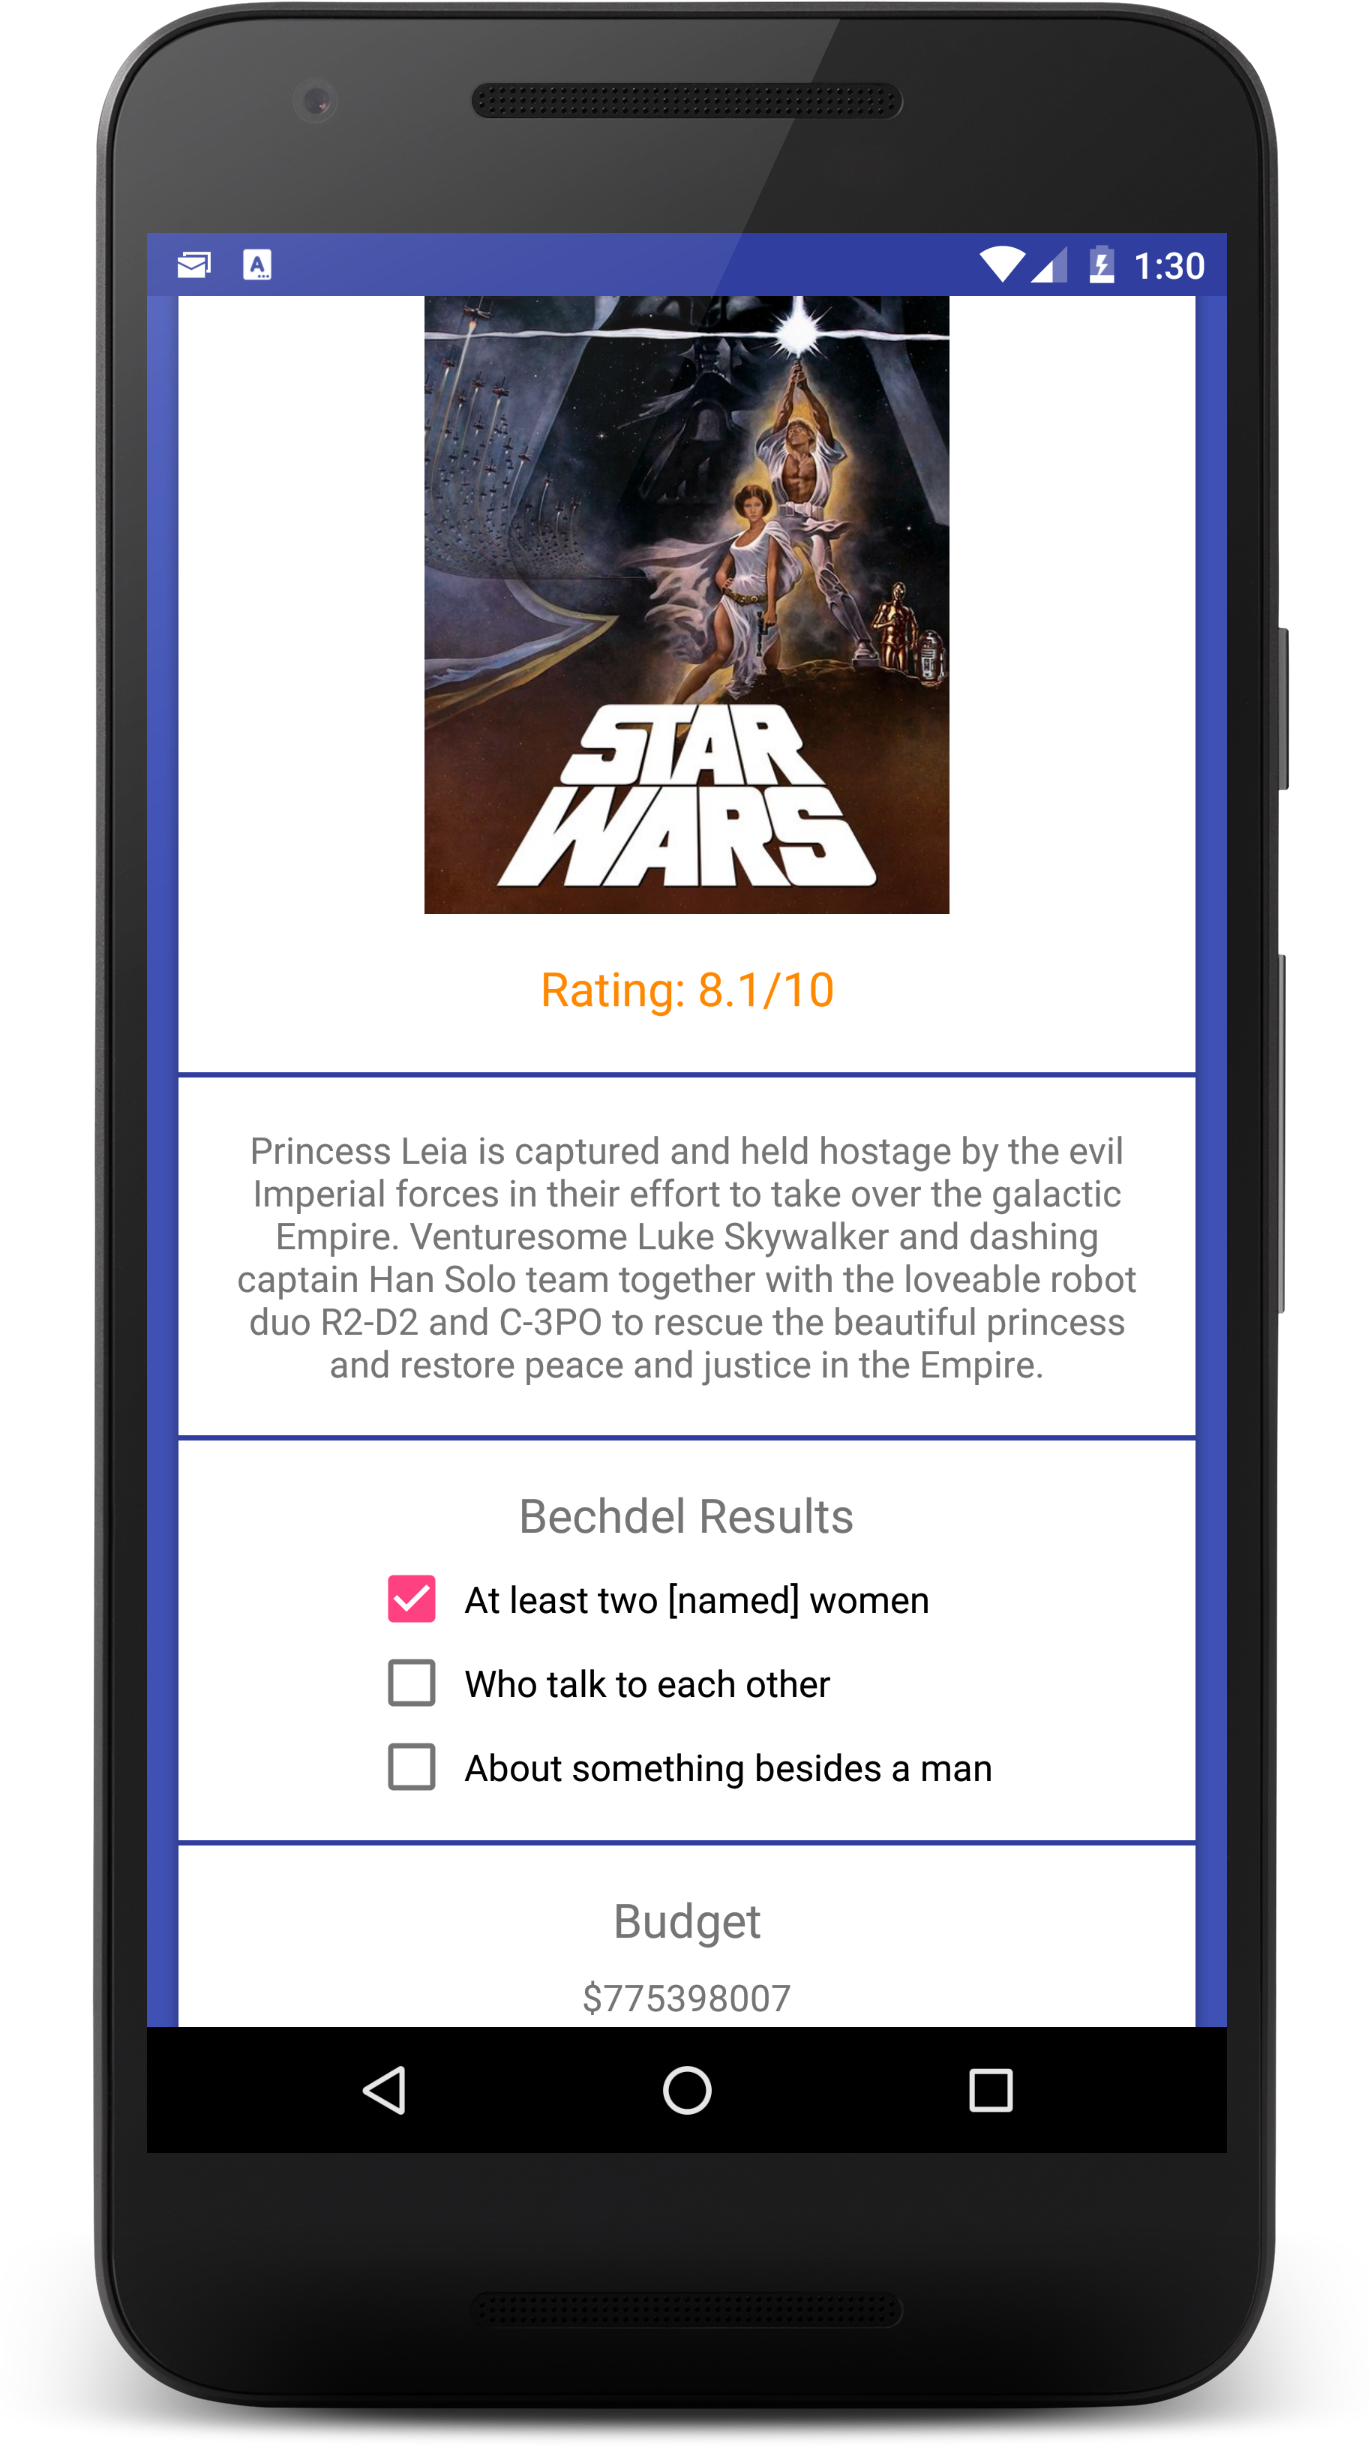 1:30
STAR
WARS
Rating: 8.1/10
Princess Leia is captured and held hostage by the evil
Imperial forces in their effort to take over the galactic
Empire. Venturesome Luke Skywalker and dashing
captain Han Solo team together with the loveable robot
duo R2-D2 and C-3PO to rescue the beautiful princess
and restore peace and justice in the Empire.
Bechdel Results
At least two [named] women
Who talk to each other
About something besides a man
Budget
$775398007